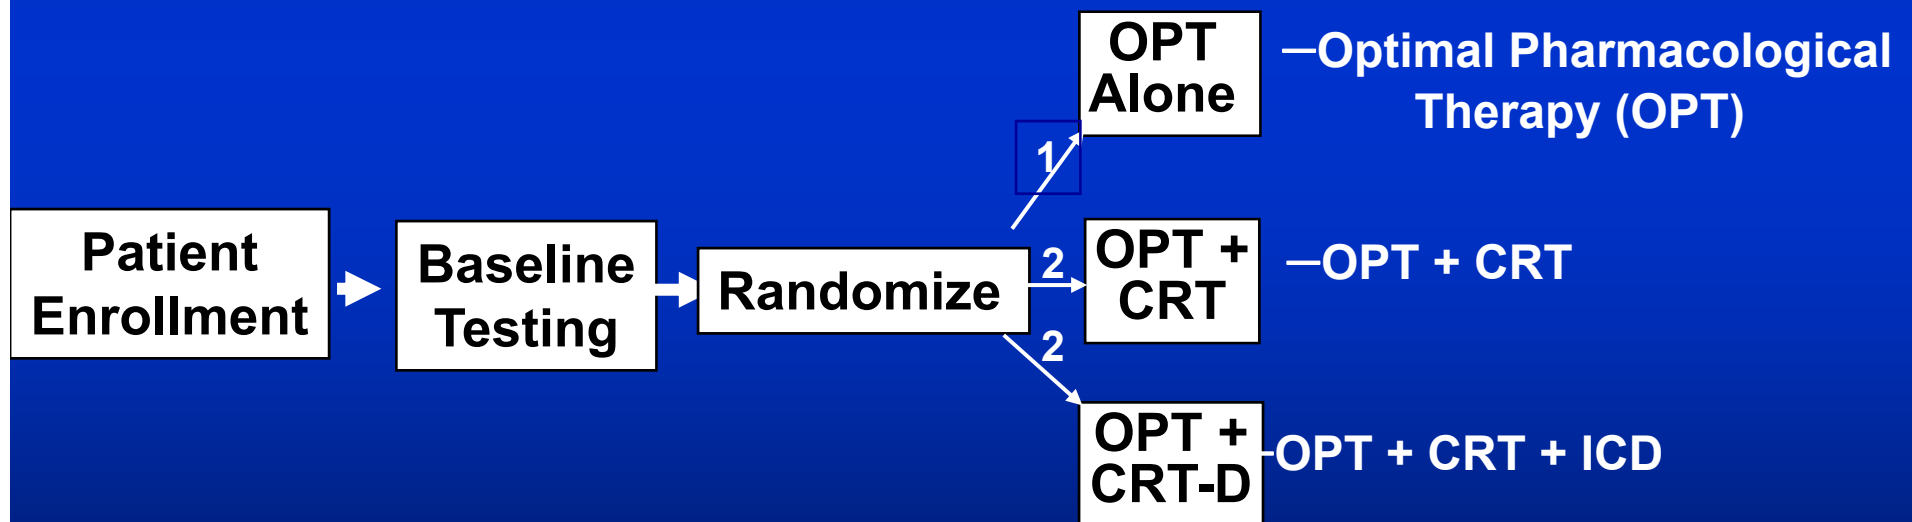 Patient
Enrollment
Baseline
Testing
Randomize
1
2
2
OPT
Alone
—Optimal Pharmacological
Therapy (OPT)
OPT +
CRT
—OPT + CRT
OPT +
CRT-D
-OPT + CRT + ICD